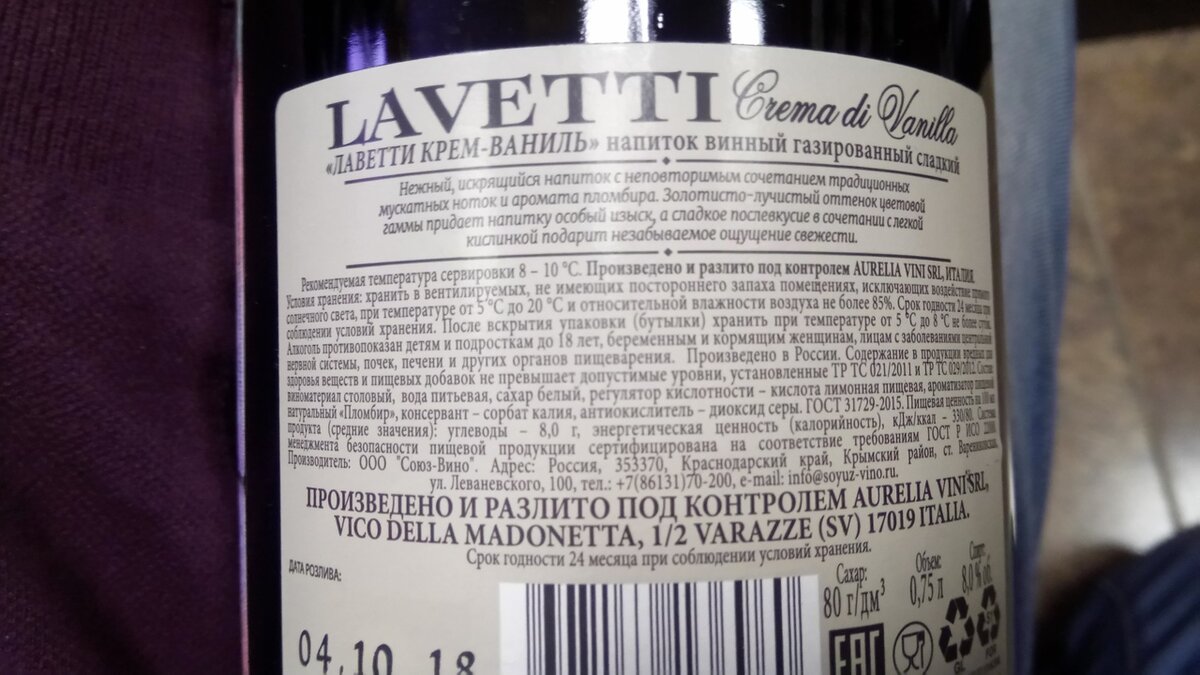 LAVETTI Crema di Vanilla
«ЛАВЕТТИ КРЕМ-ВАНИЛЬ» напиток винный газированный сладкий
Нежный, искрящийся напиток с неповторимым сочетанием традиционных
мускатных ноток и аромата пломбира. Золотисто-лучистый оттенок цветовой
гаммы придает напитку особый изыск, а сладкое послевкусие в сочетании с легкой
кислинкой подарит незабываемое ощущение свежести.
Рекомендуемая температура сервировки 8 – 10 °C. Произведено и разлито под контролем AURELIA VINI SRL, ИТАЛИЯ.
Условия хранения: хранить в вентилируемых, не имеющих постороннего запаха помещениях, исключающих воздействие прямого
солнечного света, при температуре от 5 °C до 20 °C и относительной влажности воздуха не более 85%. Срок годности 24 месяца при
соблюдении условий хранения. После вскрытия упаковки (бутылки) хранить при температуре от 5 °C до 8 °C не более суток.
Алкоголь противопоказан детям и подросткам до 18 лет, беременным и кормящим женщинам, лицам с заболеваниями центральной
нервной системы, почек, печени и других органов пищеварения. Произведено в России. Содержание в продукции вредных для
здоровья веществ и пищевых добавок не превышает допустимые уровни, установленные ТР ТС 021/2011 и ТР ТС 029/2012. Состав:
виноматериал столовый, вода питьевая, сахар белый, регулятор кислотности – кислота лимонная пищевая, ароматизатор пищевой
натуральный «Пломбир», консервант – сорбат калия, антиокислитель – диоксид серы. ГОСТ 31729-2015. Пищевая ценность на 100 мл
продукта (средние значения): углеводы – 8,0 г, энергетическая ценность (калорийность), кДж/ккал – 330/80. Система
менеджмента безопасности пищевой продукции сертифицирована на соответствие требованиям ГОСТ Р ИСО 22000.
Производитель: ООО "Союз-Вино". Адрес: Россия, 353370, Краснодарский край, Крымский район, ст. Варениковская,
ул. Леваневского, 100, тел.: +7(86131)70-200, e-mail: info@soyuz-vino.ru
ПРОИЗВЕДЕНО И РАЗЛИТО ПОД КОНТРОЛЕМ AURELIA VINI SRL,
VICO DELLA MADONETTA, 1/2 VARAZZE (SV) 17019 ITALIA.
Срок годности 24 месяца при соблюдении условий хранения.
ДАТА РОЗЛИВА:
04.10.18
Сахар: Объем: Спирт:
80 г/дм³ 0,75 л 8,0% об.
EAC
GL